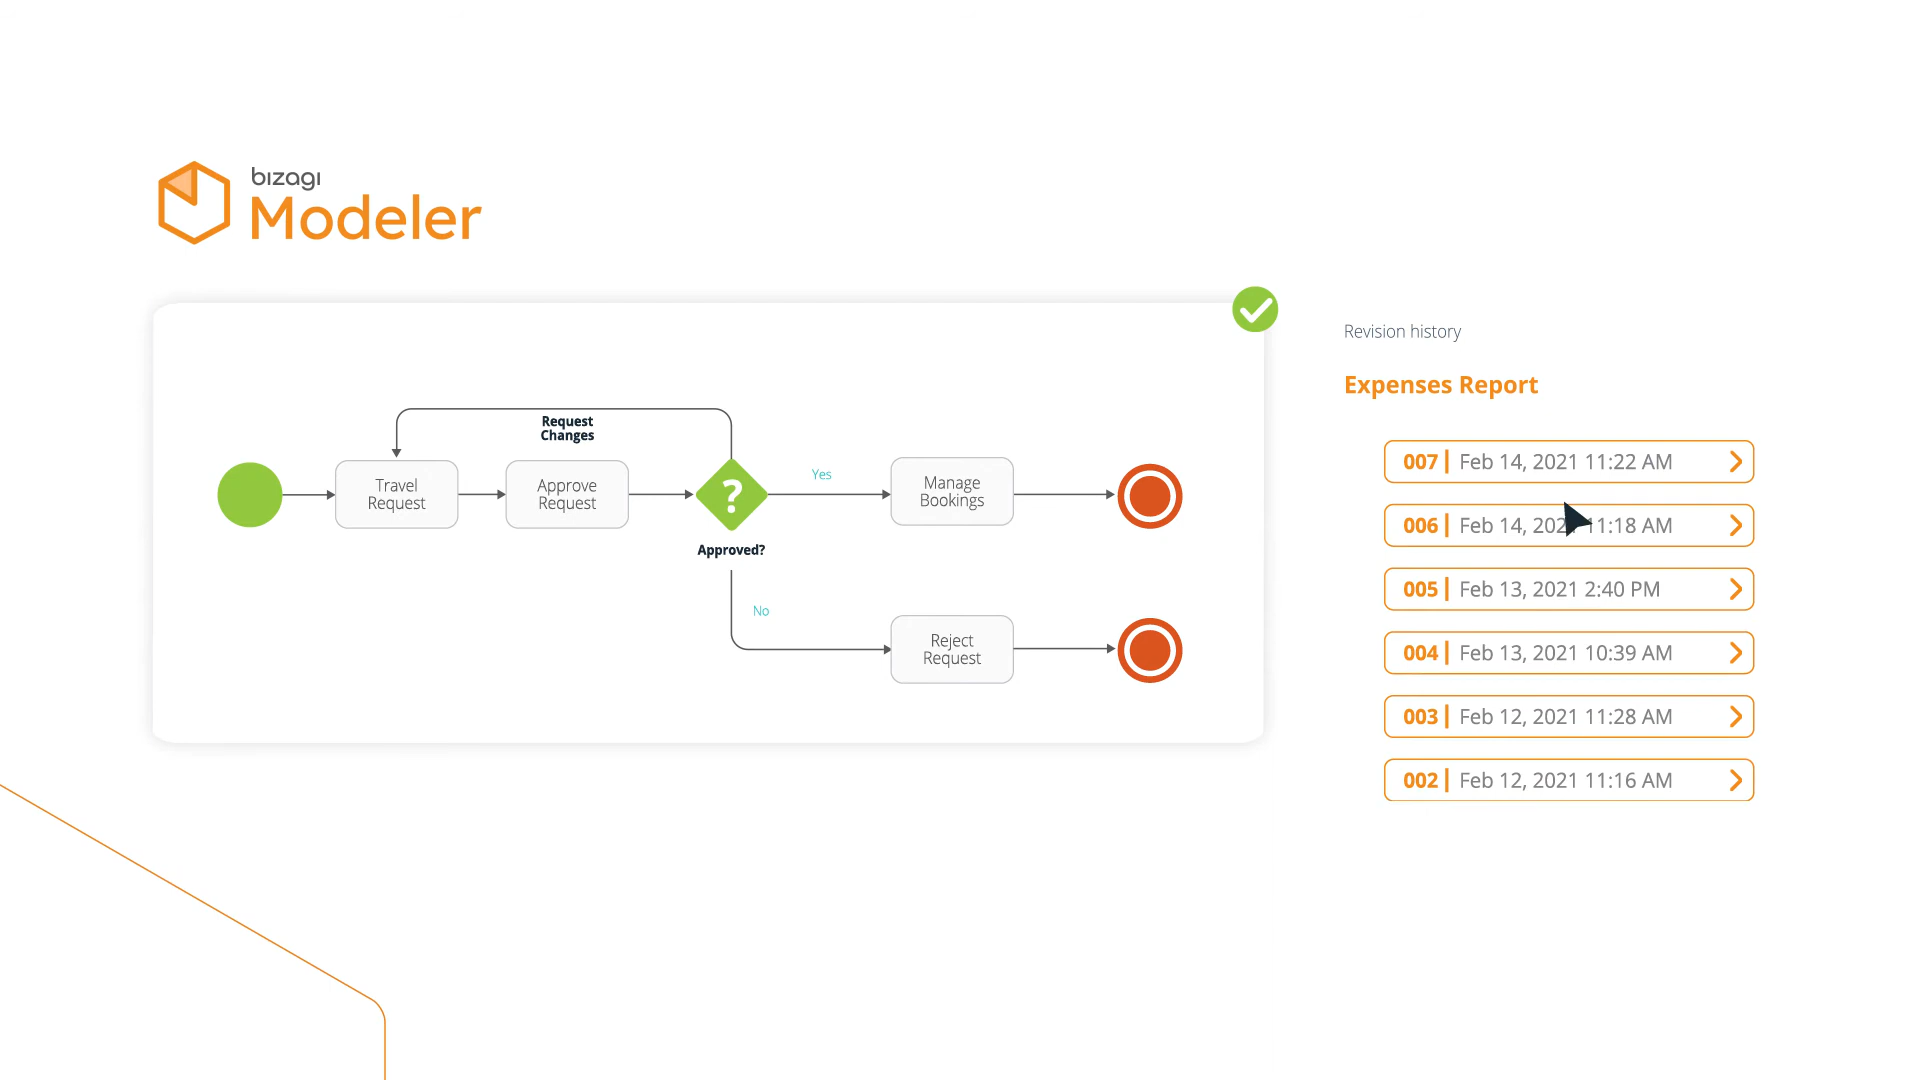 bizagi
Modeler
Request
Changes
Travel
Request
Approve
Request
?
Approved?
Yes
No
Manage
Bookings
Reject
Request
Revision history
Expenses Report
007 | Feb 14, 2021 11:22 AM
006 | Feb 14, 202 11:18 AM
005 | Feb 13, 2021 2:40 PM
004 | Feb 13, 2021 10:39 AM
003 | Feb 12, 2021 11:28 AM
002 | Feb 12, 2021 11:16 AM